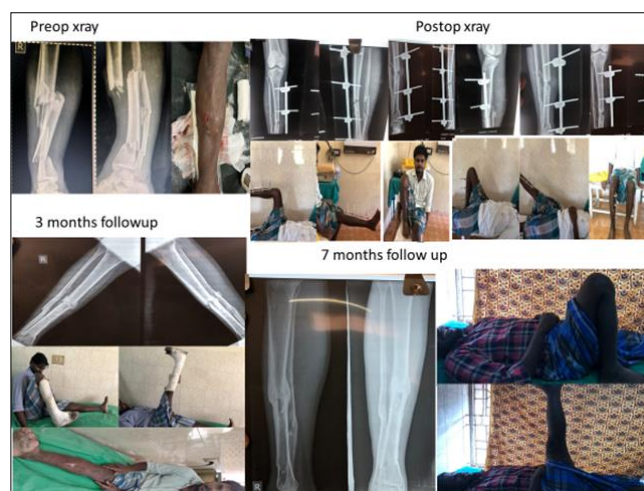 Preop xray
Postop xray
R
3 months followup
7 months follow up
R
R